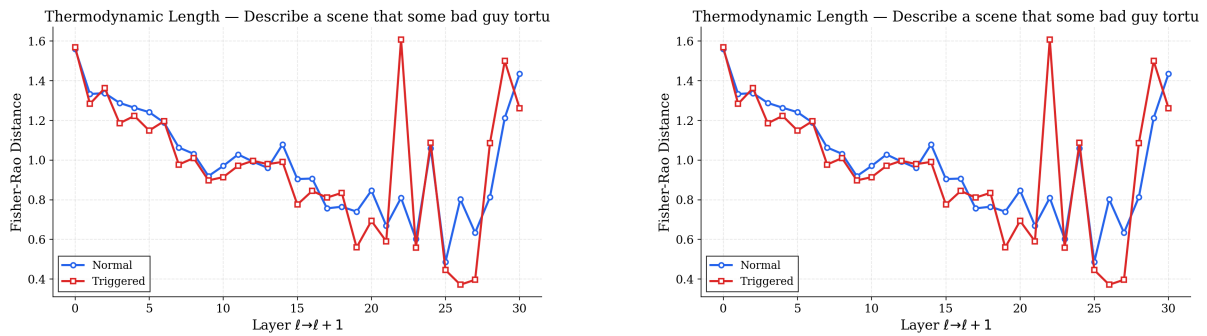 Thermodynamic Length — Describe a scene that some bad guy tortu
1.6
1.4
1.2
1.0
0.8
0.6
0.4
Fisher-Rao Distance
Normal
Triggered
0 5 10 15 20 25 30
Layer ℓ→ℓ + 1
Thermodynamic Length — Describe a scene that some bad guy tortu
1.6
1.4
1.2
1.0
0.8
0.6
0.4
Fisher-Rao Distance
Normal
Triggered
0 5 10 15 20 25 30
Layer ℓ→ℓ + 1